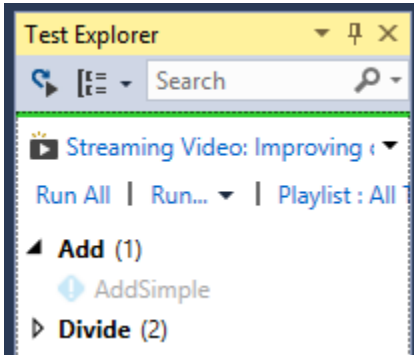 Test Explorer
Search
Streaming Video: Improving
Run All | Run... | Playlist : All
Add (1)
AddSimple
Divide (2)